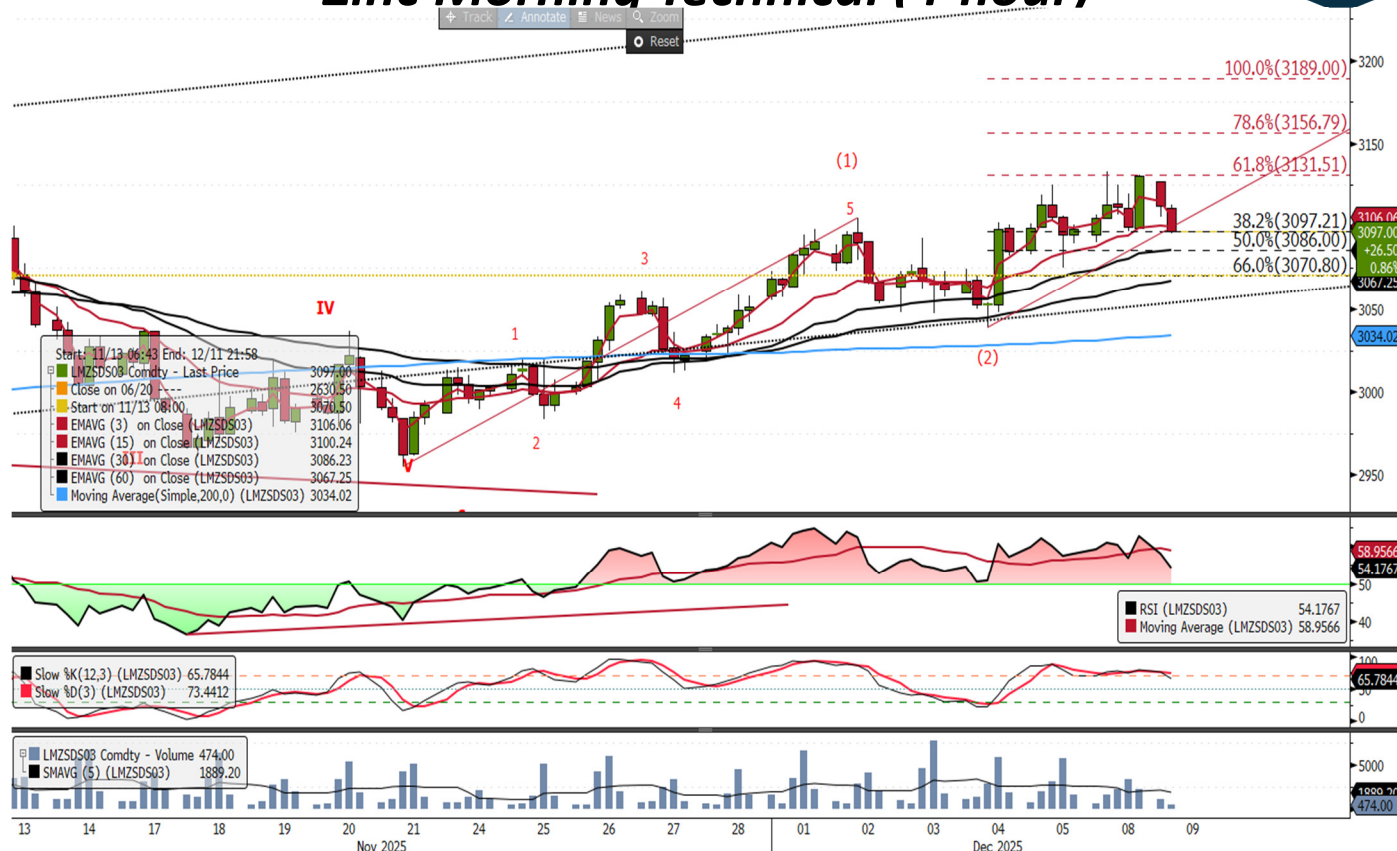 Zinc Morning Technical (4-hour)
Track Annotate News Zoom
Reset
100.0%(3189.00)
78.6%(3156.79)
61.8%(3131.51)
38.2%(3097.21)
50.0%(3086.00)
66.0%(3070.80)
3200
3150
3106.06
3097.00
+26.50
0.86%
3067.25
3050
3034.02
3000
2950
(1)
5
3
IV
1
(2)
4
2
III
V
Start: 11/13 06:43 End: 12/11 21:58
LMZSDS03 Comdty - Last Price 3097.00
Close on 06/20 ---- 2630.50
Start on 11/13 08:00 3070.50
EMAVG (3) on Close (LMZSDS03) 3106.06
EMAVG (15) on Close (LMZSDS03) 3100.24
EMAVG (30) on Close (LMZSDS03) 3086.23
EMAVG (60) on Close (LMZSDS03) 3067.25
Moving Average(Simple,200,0) (LMZSDS03) 3034.02
58.9566
54.1767
50
40
RSI (LMZSDS03) 54.1767
Moving Average (LMZSDS03) 58.9566
Slow %K(12,3) (LMZSDS03) 65.7844
Slow %D(3) (LMZSDS03) 73.4412
100
65.7844
50
0
LMZSDS03 Comdty - Volume 474.00
SMAVG (5) (LMZSDS03) 1889.20
5000
1889.20
474.00
13 14 17 18 19 20 21 24 25 26 27 28 01 02 03 04 05 08 09
Nov 2025 Dec 2025